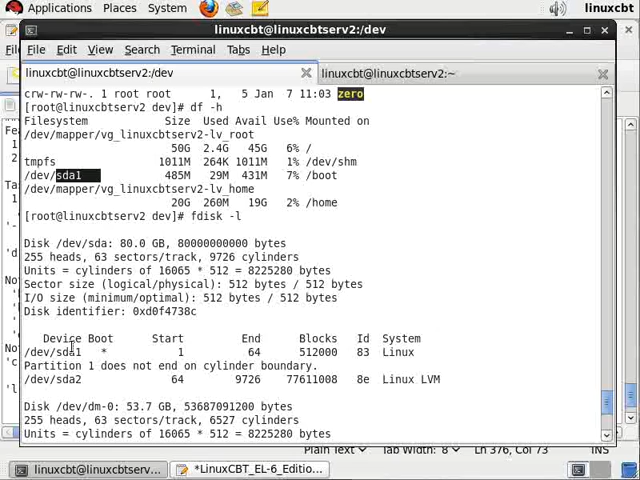 Applications Places System linuxcbt
linuxcbt@linuxcbtserv2:/dev
File Edit View Search Terminal Tabs Help
linuxcbt@linuxcbtserv2:/dev linuxcbt@linuxcbtserv2:~
crw-rw-rw-. 1 root root 1, 5 Jan 7 11:03 zero
[root@linuxcbtserv2 dev]# df -h
Filesystem Size Used Avail Use% Mounted on
/dev/mapper/vg_linuxcbtserv2-lv_root
50G 2.4G 45G 6% /
tmpfs 1011M 264K 1011M 1% /dev/shm
/dev/sda1 485M 29M 431M 7% /boot
/dev/mapper/vg_linuxcbtserv2-lv_home
20G 260M 19G 2% /home
[root@linuxcbtserv2 dev]# fdisk -l
Disk /dev/sda: 80.0 GB, 80000000000 bytes
255 heads, 63 sectors/track, 9726 cylinders
Units = cylinders of 16065 * 512 = 8225280 bytes
Sector size (logical/physical): 512 bytes / 512 bytes
I/O size (minimum/optimal): 512 bytes / 512 bytes
Disk identifier: 0xd0f4738c
Device Boot Start End Blocks Id System
/dev/sda1 * 1 64 512000 83 Linux
Partition 1 does not end on cylinder boundary.
/dev/sda2 64 9726 77611008 8e Linux LVM
Disk /dev/dm-0: 53.7 GB, 53687091200 bytes
255 heads, 63 sectors/track, 6527 cylinders
Units = cylinders of 16065 * 512 = 8225280 bytes
Plain Text Tab Width: 8 Ln 376, Col 73
linuxcbt@linuxcbtserv... *LinuxCBT_EL-6_Editio...